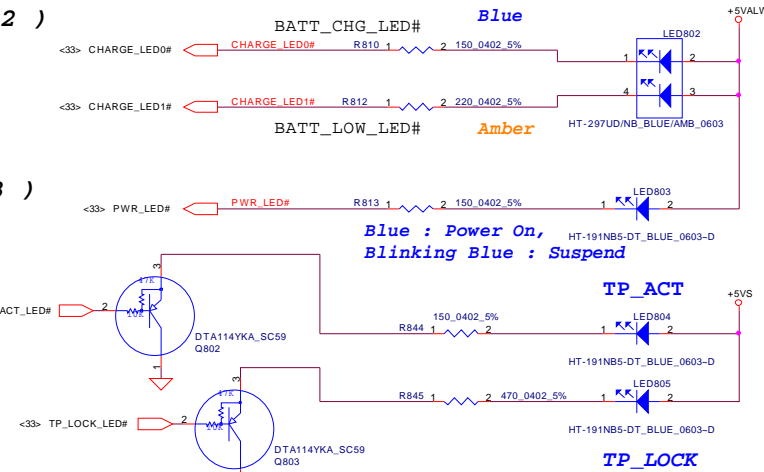 2 )
BATT_CHG_LED#
Blue
+5VALW
LED802
<33> CHARGE_LED0#
CHARGE_LED0#
R810 1 2 150_0402_5%
1 2
<33> CHARGE_LED1#
CHARGE_LED1#
R812 1 2 220_0402_5%
4 3
BATT_LOW_LED#
Amber
HT-297UD/NB_BLUE/AMB_0603
)
<33> PWR_LED#
PWR_LED#
R813 1 2 150_0402_5%
LED803
1 2
HT-191NB5-DT_BLUE_0603~D
Blue : Power On,
Blinking Blue : Suspend
TP_ACT
+5VS
3
47K
ACT_LED#
2
10K
DTA114YKA_SC59
Q802
1
150_0402_5%
R844 1 2
LED804
1 2
HT-191NB5-DT_BLUE_0603~D
3
47K
<33> TP_LOCK_LED#
2
10K
DTA114YKA_SC59
Q803
R845 1 2 470_0402_5%
LED805
1 2
HT-191NB5-DT_BLUE_0603~D
TP_LOCK